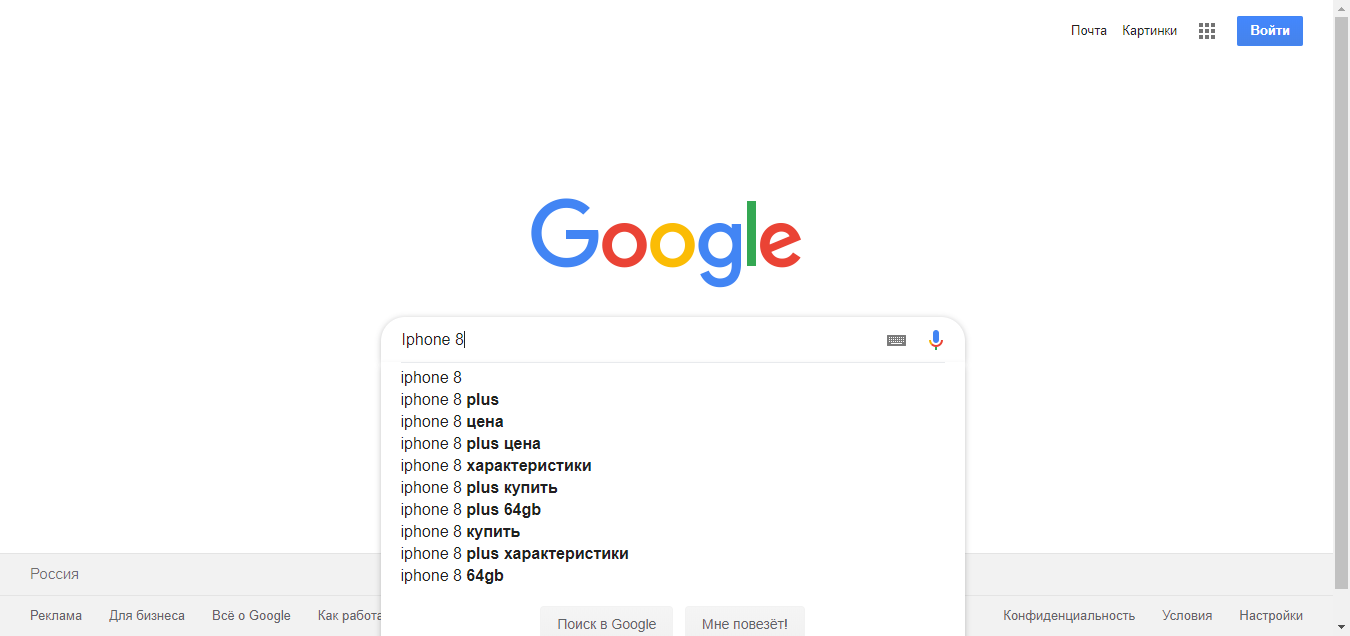 Почта Картинки Войти
Google
Iphone 8
iphone 8
iphone 8 plus
iphone 8 цена
iphone 8 plus цена
iphone 8 характеристики
iphone 8 plus купить
iphone 8 plus 64gb
iphone 8 купить
iphone 8 plus характеристики
iphone 8 64gb
Россия
Поиск в Google Мне повезёт!
Реклама Для бизнеса Всё о Google Как работа Конфиденциальность Условия Настройки